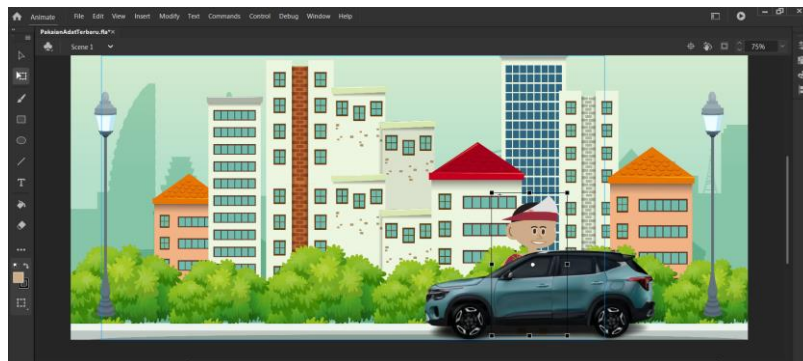 Animate File Edit View Insert Modify Text Commands Control Debug Window Help
PakaianAdatTerbaru.fla*×
Scene 1 75%
T